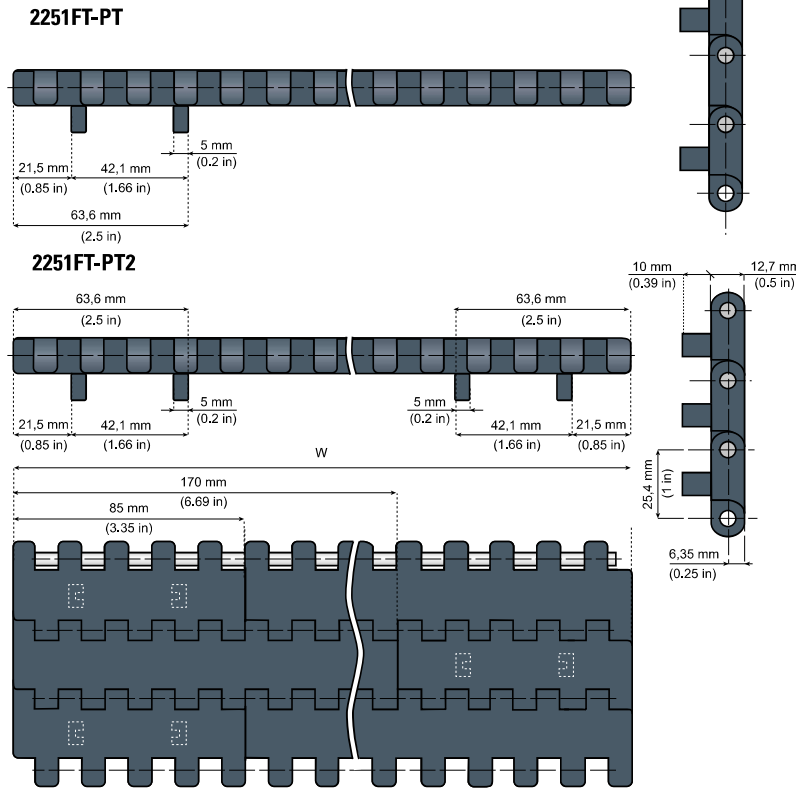 2251FT-PT
5 mm
(0.2 in)
21,5 mm
(0.85 in)
42,1 mm
(1.66 in)
63,6 mm
(2.5 in)
2251FT-PT2
10 mm
(0.39 in)
12,7 mm
(0.5 in)
63,6 mm
(2.5 in)
63,6 mm
(2.5 in)
5 mm
(0.2 in)
5 mm
(0.2 in)
21,5 mm
(0.85 in)
42,1 mm
(1.66 in)
42,1 mm
(1.66 in)
21,5 mm
(0.85 in)
W
170 mm
(6.69 in)
25,4 mm
(1 in)
85 mm
(3.35 in)
6,35 mm
(0.25 in)